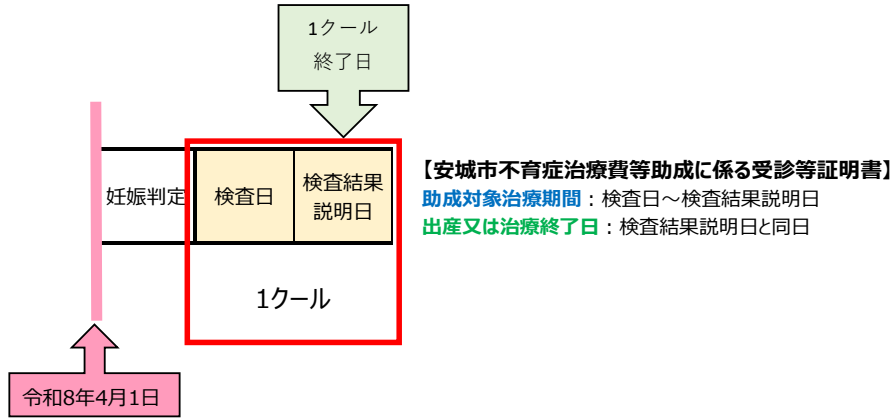 1クール
終了日
妊娠判定
検査日
検査結果
説明日
【安城市不育症治療費等助成に係る受診等証明書】
助成対象治療期間：検査日～検査結果説明日
出産又は治療終了日：検査結果説明日と同日
1クール
令和8年4月1日